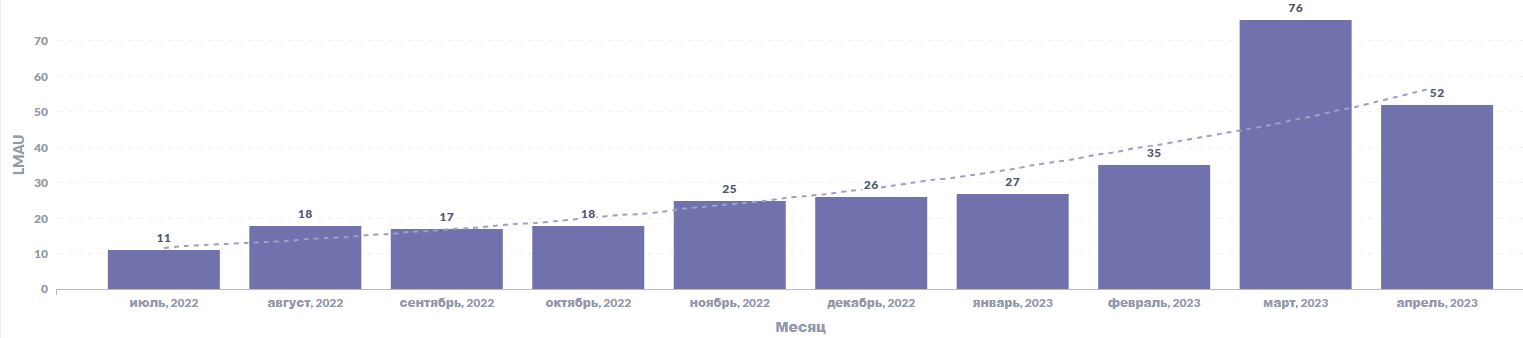 76
70
60
50
40
30
20
10
0
LMAU
11
18
17
18
25
26
27
35
52
июль, 2022
август, 2022
сентябрь, 2022
октябрь, 2022
ноябрь, 2022
декабрь, 2022
январь, 2023
февраль, 2023
март, 2023
апрель, 2023
Месяц